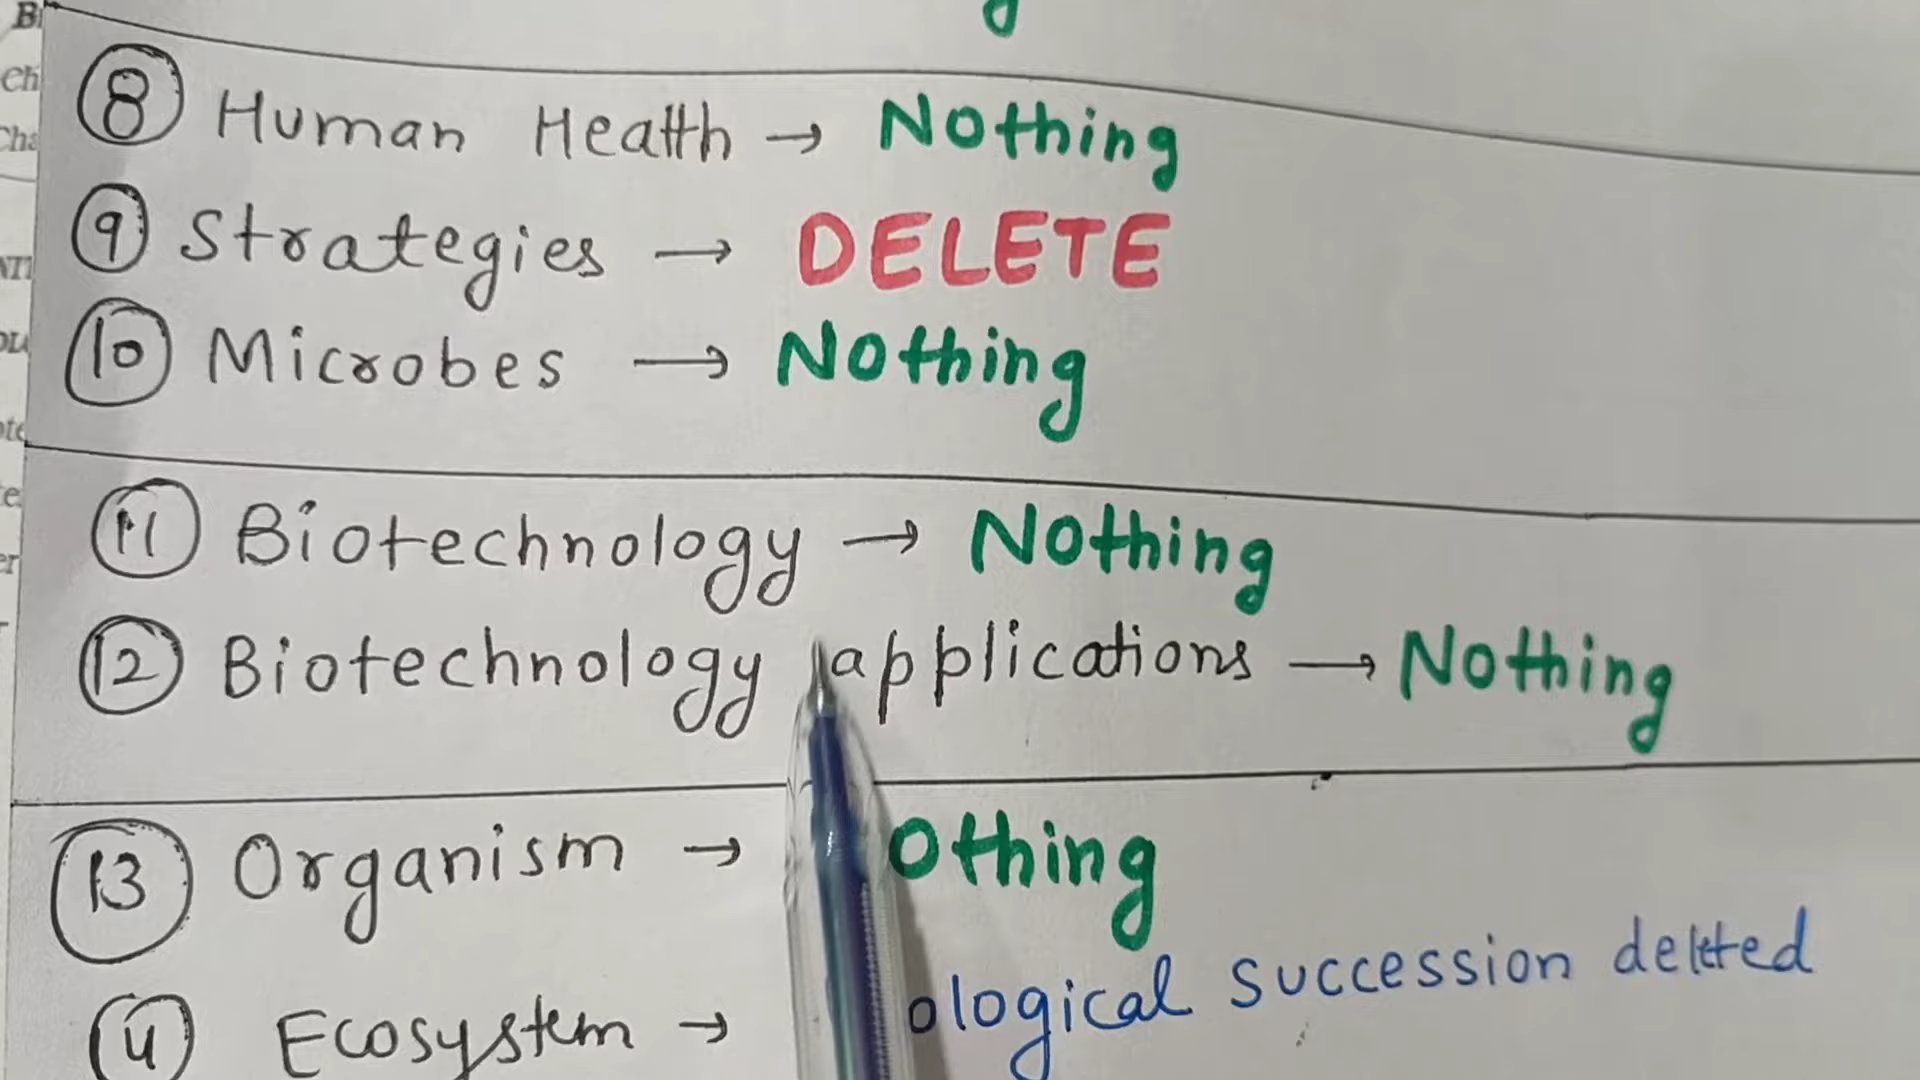 8 Human Health → Nothing
9 Strategies → DELETE
10 Microbes → Nothing
11 Biotechnology → Nothing
12 Biotechnology applications → Nothing
13 Organism → othing
Ecosystem → ological succession deleted